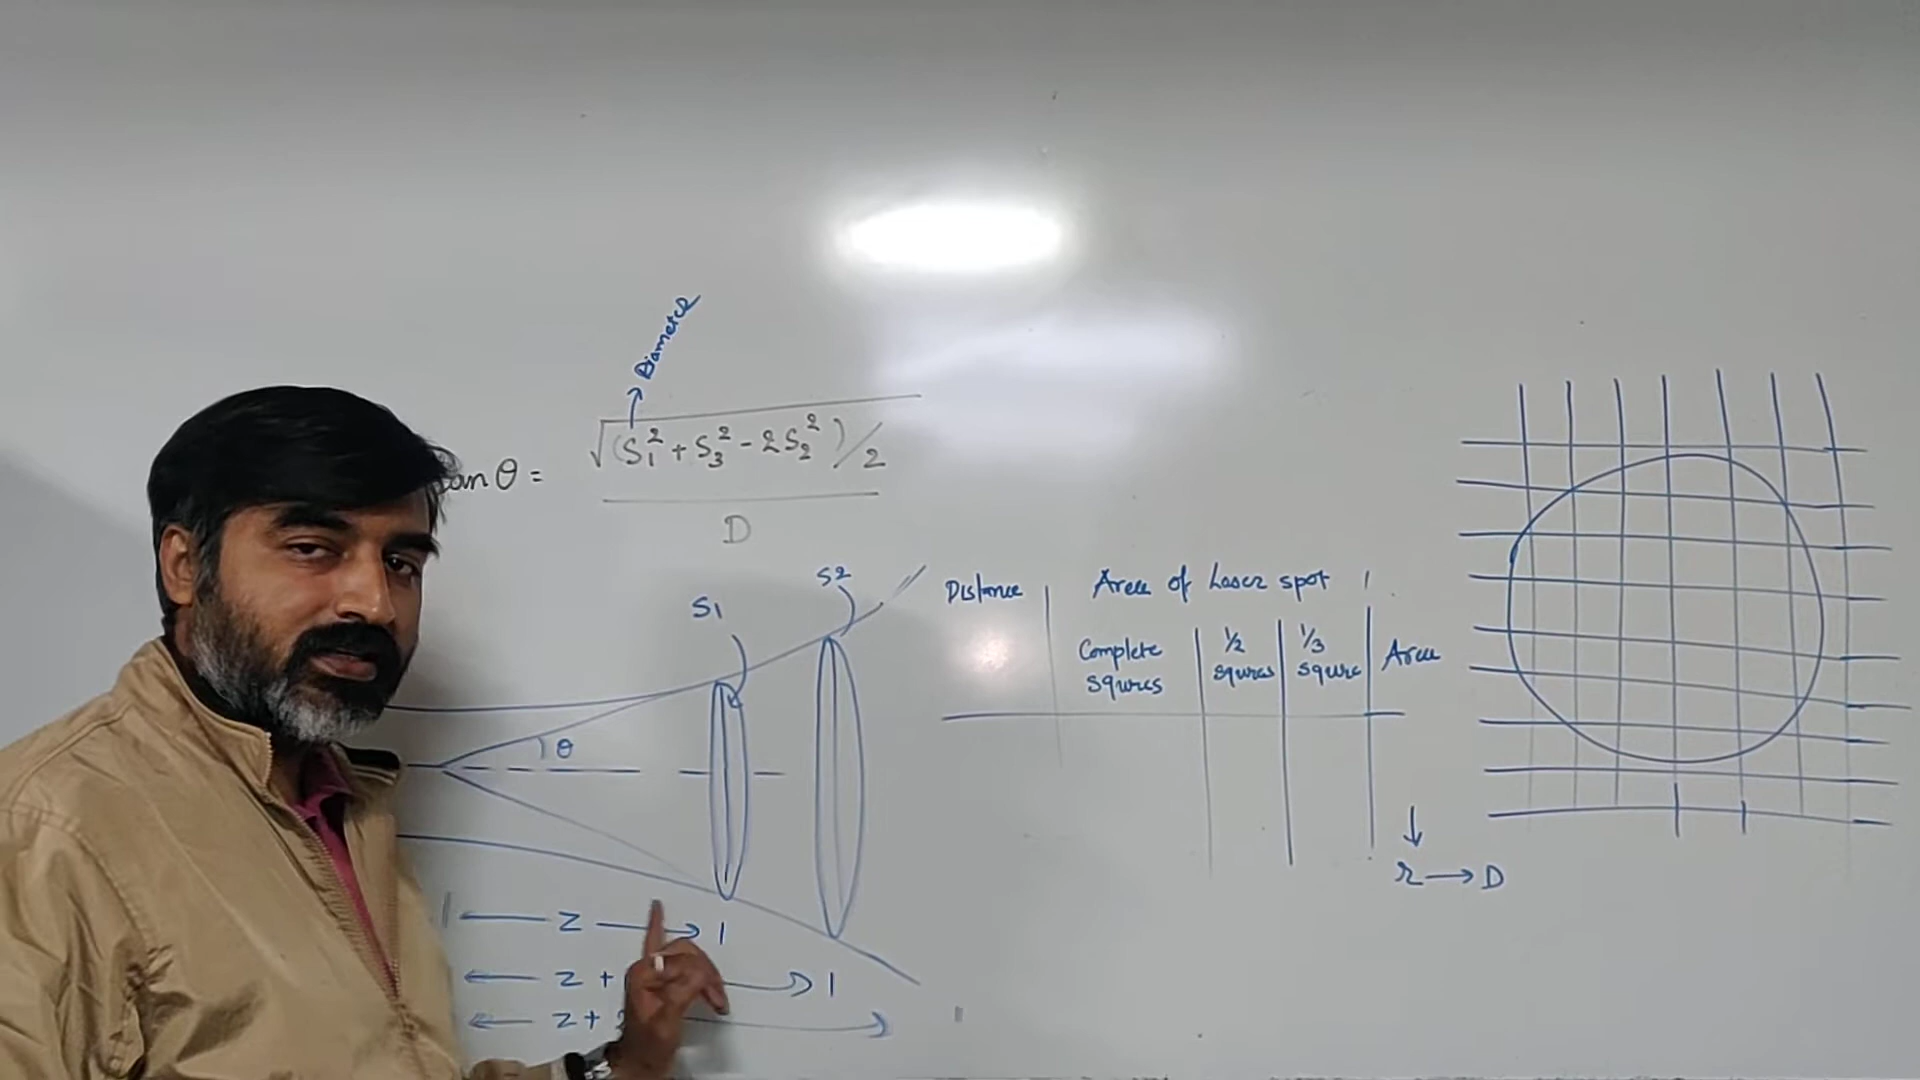 Diameter
tan θ = √(S₁² + S₃² - 2S₂²)/2
D
S1
S2
θ
Distance
Area of Laser spot
Complete squres
1/2 squres
1/3 squre
Area
r → D
z
z +
z +